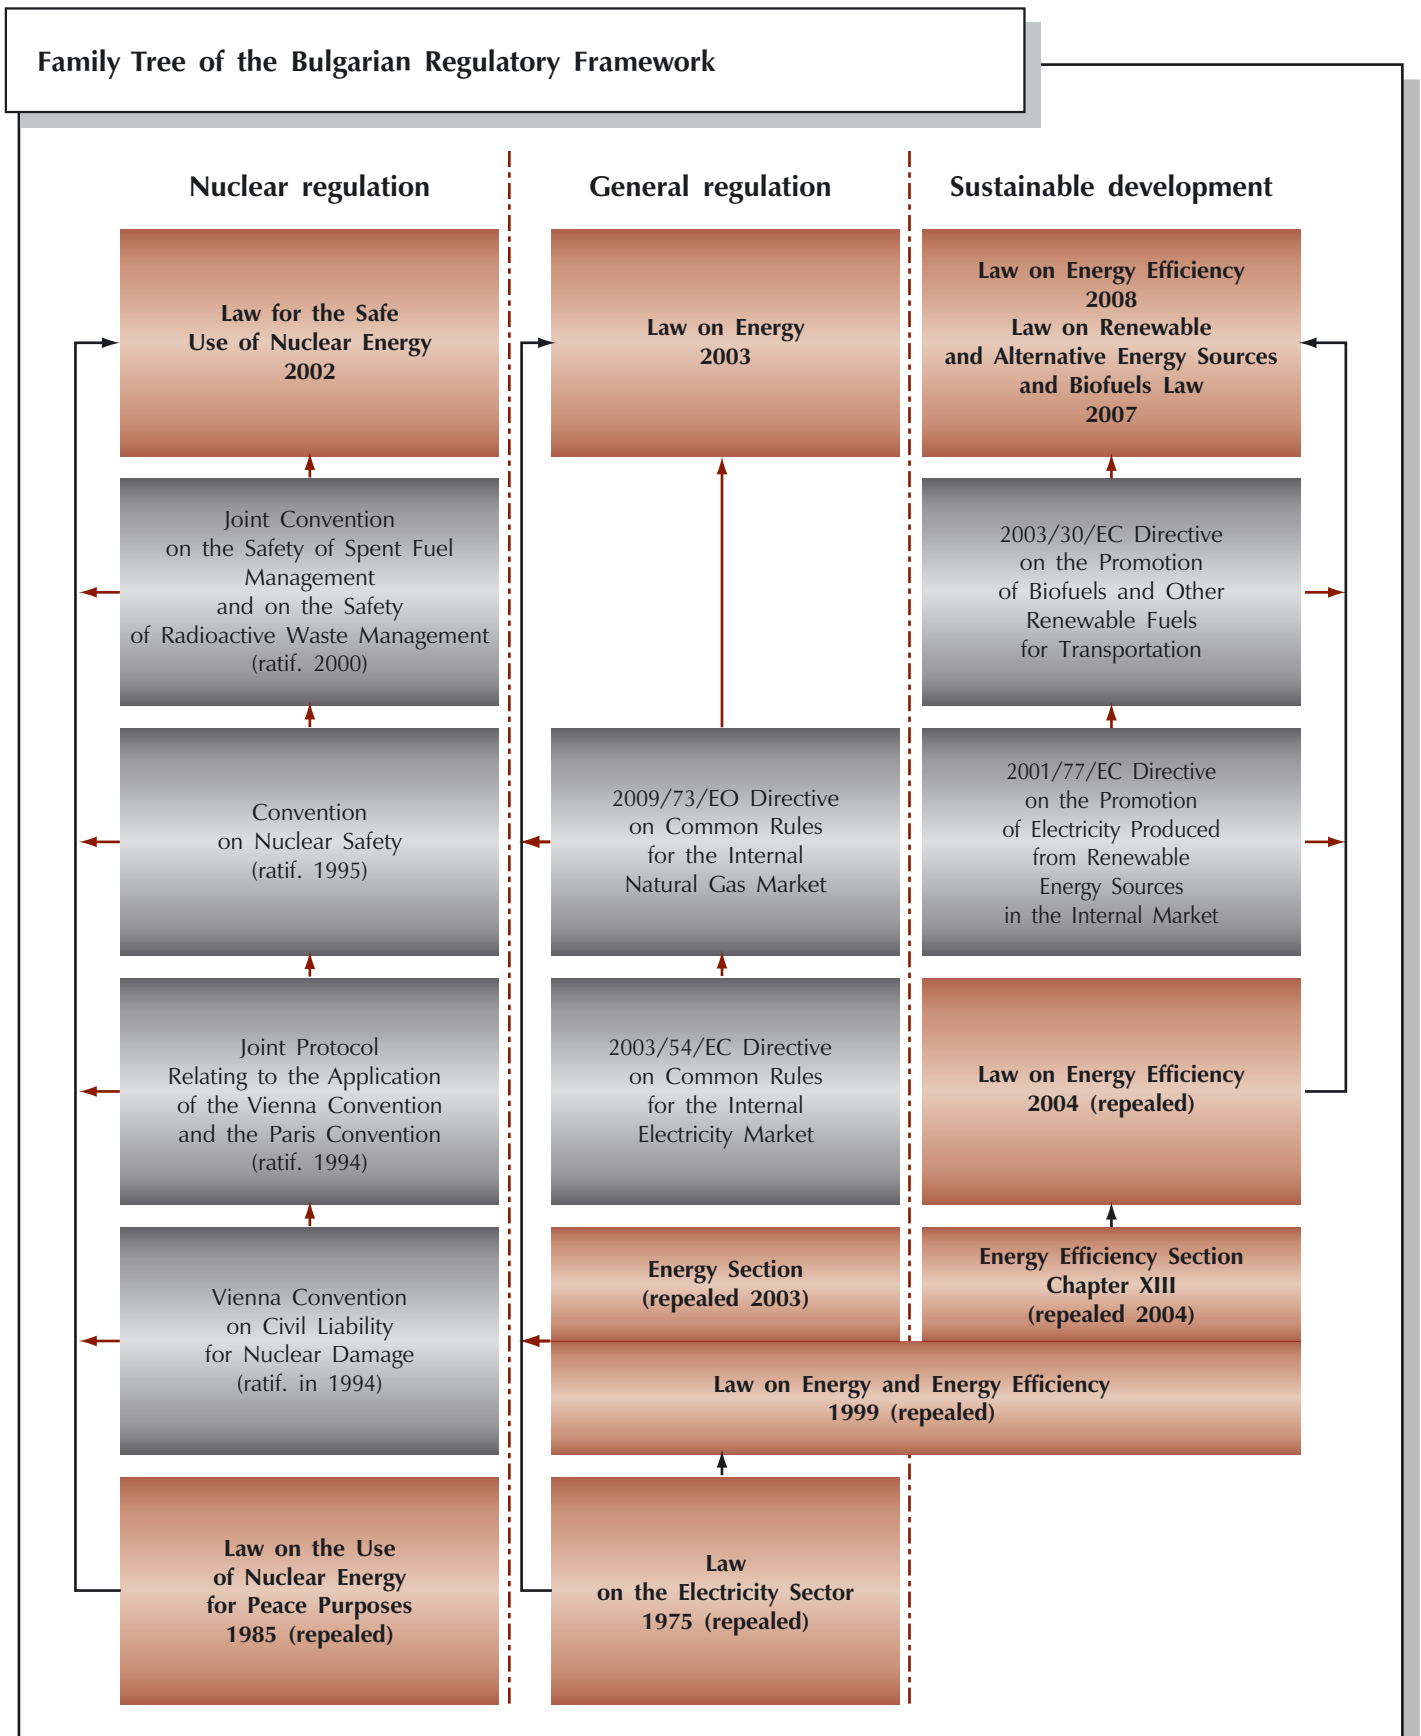 Family Tree of the Bulgarian Regulatory Framework
Nuclear regulation
Law for the Safe
Use of Nuclear Energy
2002
Joint Convention
on the Safety of Spent Fuel
Management
and on the Safety
of Radioactive Waste Management
(ratif. 2000)
Convention
on Nuclear Safety
(ratif. 1995)
Joint Protocol
Relating to the Application
of the Vienna Convention
and the Paris Convention
(ratif. 1994)
Vienna Convention
on Civil Liability
for Nuclear Damage
(ratif. in 1994)
Law on the Use
of Nuclear Energy
for Peace Purposes
1985 (repealed)
General regulation
Law on Energy
2003
2009/73/EO Directive
on Common Rules
for the Internal
Natural Gas Market
2003/54/EC Directive
on Common Rules
for the Internal
Electricity Market
Energy Section
(repealed 2003)
Law on Energy and Energy Efficiency
1999 (repealed)
Law
on the Electricity Sector
1975 (repealed)
Sustainable development
Law on Energy Efficiency
2008
Law on Renewable
and Alternative Energy Sources
and Biofuels Law
2007
2003/30/EC Directive
on the Promotion
of Biofuels and Other
Renewable Fuels
for Transportation
2001/77/EC Directive
on the Promotion
of Electricity Produced
from Renewable
Energy Sources
in the Internal Market
Law on Energy Efficiency
2004 (repealed)
Energy Efficiency Section
Chapter XIII
(repealed 2004)